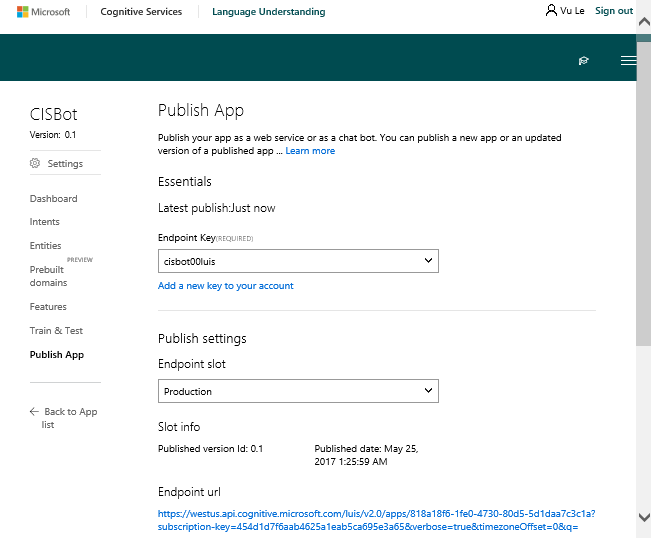 Microsoft
Cognitive Services
Language Understanding
Vu Le
Sign out
CISBot
Version: 0.1
Settings
Dashboard
Intents
Entities
PREVIEW
Prebuilt
domains
Features
Train & Test
Publish App
Back to App
list
Publish App
Publish your app as a web service or as a chat bot. You can publish a new app or an updated
version of a published app ... Learn more
Essentials
Latest publish:Just now
Endpoint Key(REQUIRED)
cisbot00luis
Add a new key to your account
Publish settings
Endpoint slot
Production
Slot info
Published version Id: 0.1
Published date: May 25,
2017 1:25:59 AM
Endpoint url
https://westus.api.cognitive.microsoft.com/luis/v2.0/apps/818a18f6-1fe0-4730-80d5-5d1daa7c3c1a?
subscription-key=454d1d7f6aab4625a1eab5ca695e3a65&verbose=true&timezoneOffset=0&q=